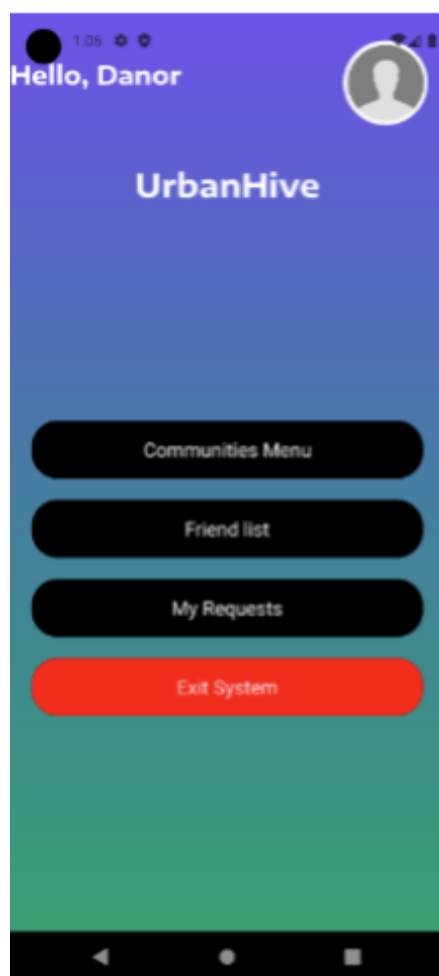 1:06
Hello, Danor
UrbanHive
Communities Menu
Friend list
My Requests
Exit System